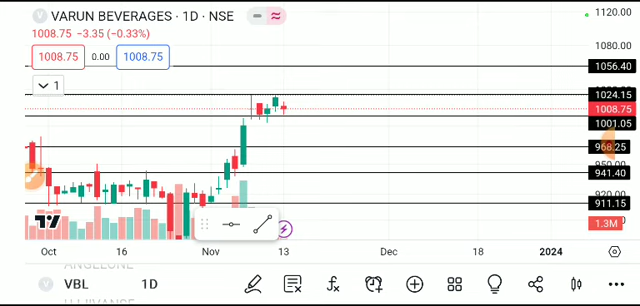 VARUN BEVERAGES · 1D · NSE
1008.75 −3.35 (−0.33%)
1008.75 0.00 1008.75
1
1120.00
1080.00
1056.40
1024.15
1008.75
1001.05
968.25
950.00
941.40
920.00
911.15
1.3M
Oct 16 Nov 13 Dec 18 2024
ANGELONE
VBL 1D